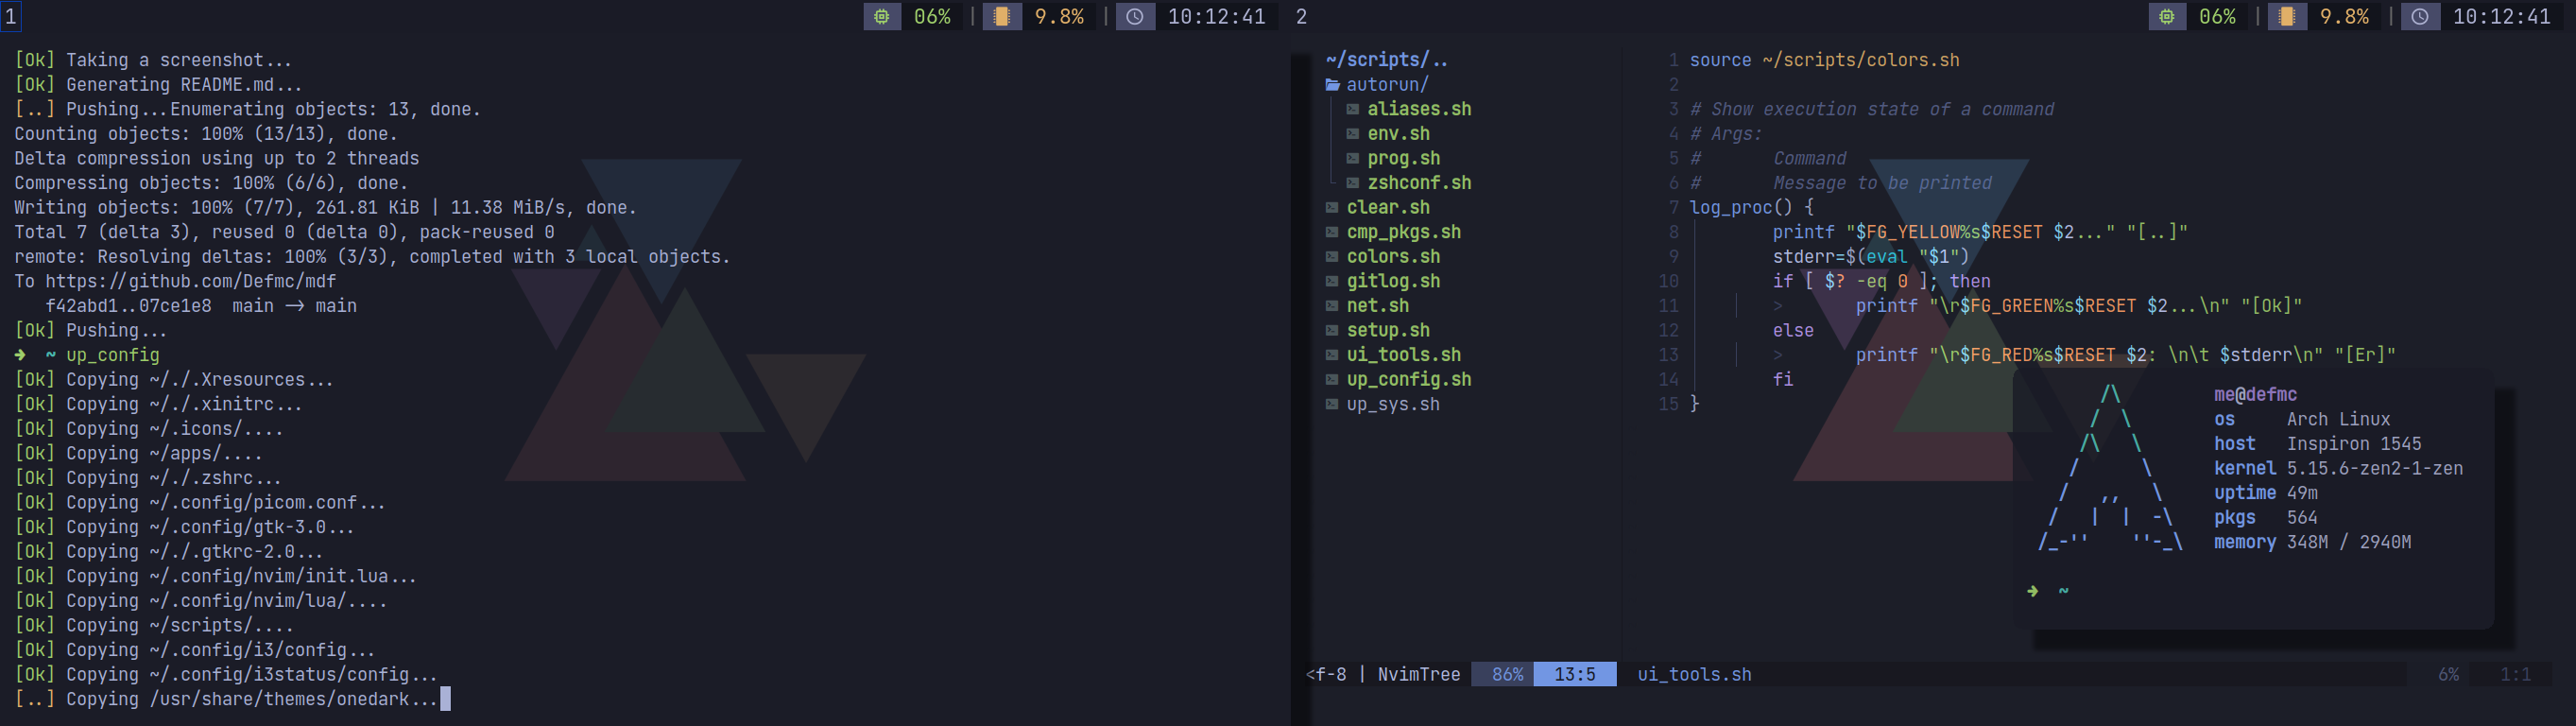 1 06% | 9.8% | 10:12:41
[Ok] Taking a screenshot...
[Ok] Generating README.md...
[..] Pushing...Enumerating objects: 13, done.
Counting objects: 100% (13/13), done.
Delta compression using up to 2 threads
Compressing objects: 100% (6/6), done.
Writing objects: 100% (7/7), 261.81 KiB | 11.38 MiB/s, done.
Total 7 (delta 3), reused 0 (delta 0), pack-reused 0
remote: Resolving deltas: 100% (3/3), completed with 3 local objects.
To https://github.com/Defmc/mdf
f42abd1..07ce1e8 main -> main
[Ok] Pushing...
➜ ~ up_config
[Ok] Copying ~/./.Xresources...
[Ok] Copying ~/./.xinitrc...
[Ok] Copying ~/.icons/....
[Ok] Copying ~/apps/....
[Ok] Copying ~/./.zshrc...
[Ok] Copying ~/.config/picom.conf...
[Ok] Copying ~/.config/gtk-3.0...
[Ok] Copying ~/./.gtkrc-2.0...
[Ok] Copying ~/.config/nvim/init.lua...
[Ok] Copying ~/.config/nvim/lua/....
[Ok] Copying ~/scripts/....
[Ok] Copying ~/.config/i3/config...
[Ok] Copying ~/.config/i3status/config...
[..] Copying /usr/share/themes/onedark...
2 06% | 9.8% | 10:12:41
~/scripts/..
autorun/
aliases.sh
env.sh
prog.sh
zshconf.sh
clear.sh
cmp_pkgs.sh
colors.sh
gitlog.sh
net.sh
setup.sh
ui_tools.sh
up_config.sh
up_sys.sh
1 source ~/scripts/colors.sh
2
3 # Show execution state of a command
4 # Args:
5 #       Command
6 #       Message to be printed
7 log_proc() {
8         printf "$FG_YELLOW%s$RESET $2..." "[..]"
9         stderr=$(eval "$1")
10        if [ $? -eq 0 ]; then
11    >       printf "\r$FG_GREEN%s$RESET $2...\n" "[Ok]"
12        else
13    >       printf "\r$FG_RED%s$RESET $2: \n\t $stderr\n" "[Er]"
14        fi
15 }
me@defmc
os Arch Linux
host Inspiron 1545
kernel 5.15.6-zen2-1-zen
uptime 49m
pkgs 564
memory 348M / 2940M
➜ ~
<f-8 | NvimTree 86% 13:5 ui_tools.sh 6% 1:1